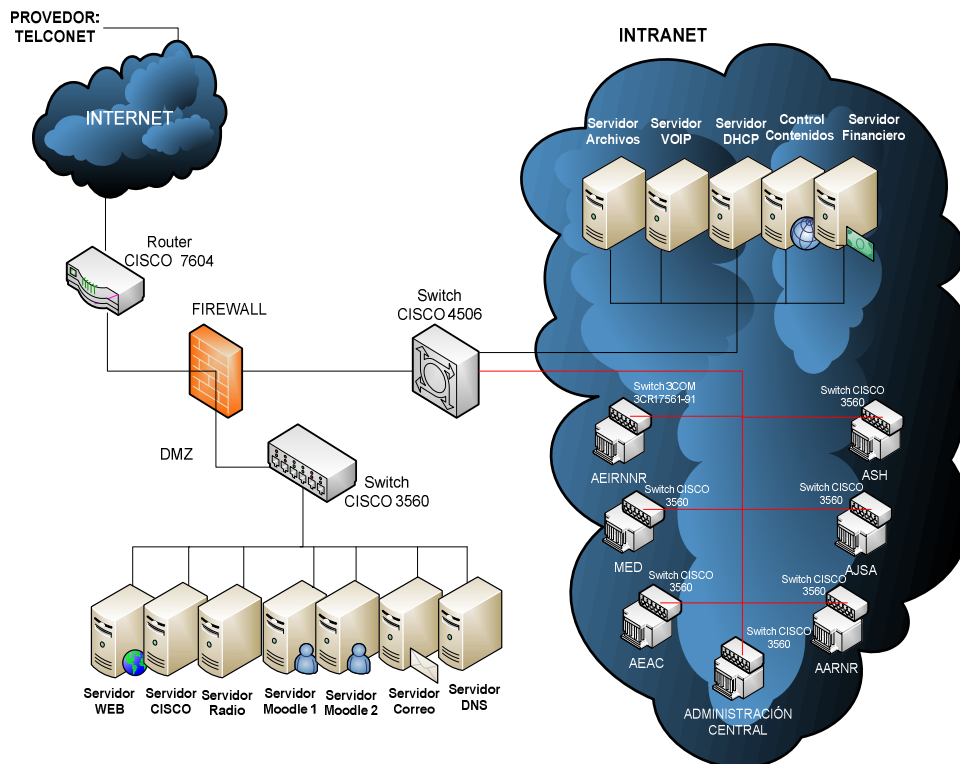 PROVEDOR:
TELCONET
INTERNET
INTRANET
Servidor
Archivos
Servidor
VOIP
Servidor
DHCP
Control
Contenidos
Servidor
Financiero
Router
CISCO 7604
FIREWALL
Switch
CISCO 4506
DMZ
Switch
CISCO 3560
Switch 3COM
3CR17561-91
AEIRNNR
Switch CISCO
3560
ASH
Switch CISCO
3560
MED
Switch CISCO
3560
AJSA
Switch CISCO
3560
AEAC
Switch CISCO
3560
AARNR
Switch CISCO
3560
ADMINISTRACIÓN
CENTRAL
Servidor
WEB
Servidor
CISCO
Servidor
Radio
Servidor
Moodle 1
Servidor
Moodle 2
Servidor
Correo
Servidor
DNS